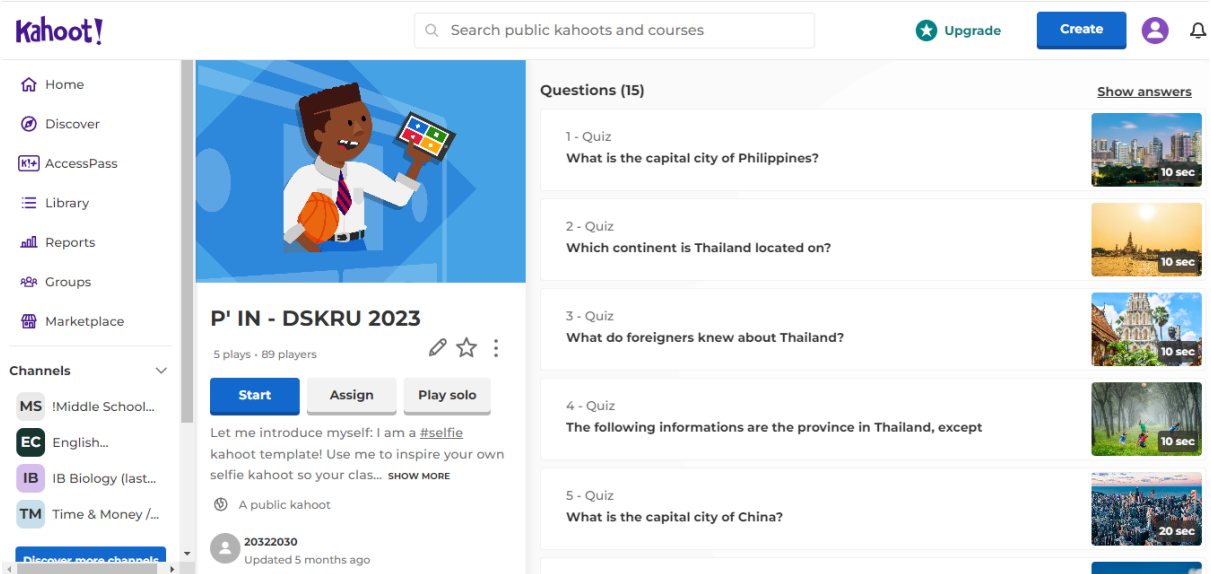 Kahoot!
Search public kahoots and courses
Upgrade
Create
Home
Discover
K!+ AccessPass
Library
Reports
Groups
Marketplace
Channels
MS !Middle School...
EC English...
IB IB Biology (last...
TM Time & Money /...
Discover more channels
P' IN - DSKRU 2023
5 plays · 89 players
Start
Assign
Play solo
Let me introduce myself: I am a #selfie
kahoot template! Use me to inspire your own
selfie kahoot so your clas... SHOW MORE
A public kahoot
20322030
Updated 5 months ago
Questions (15)
Show answers
1 - Quiz
What is the capital city of Philippines?
10 sec
2 - Quiz
Which continent is Thailand located on?
10 sec
3 - Quiz
What do foreigners knew about Thailand?
10 sec
4 - Quiz
The following informations are the province in Thailand, except
10 sec
5 - Quiz
What is the capital city of China?
20 sec